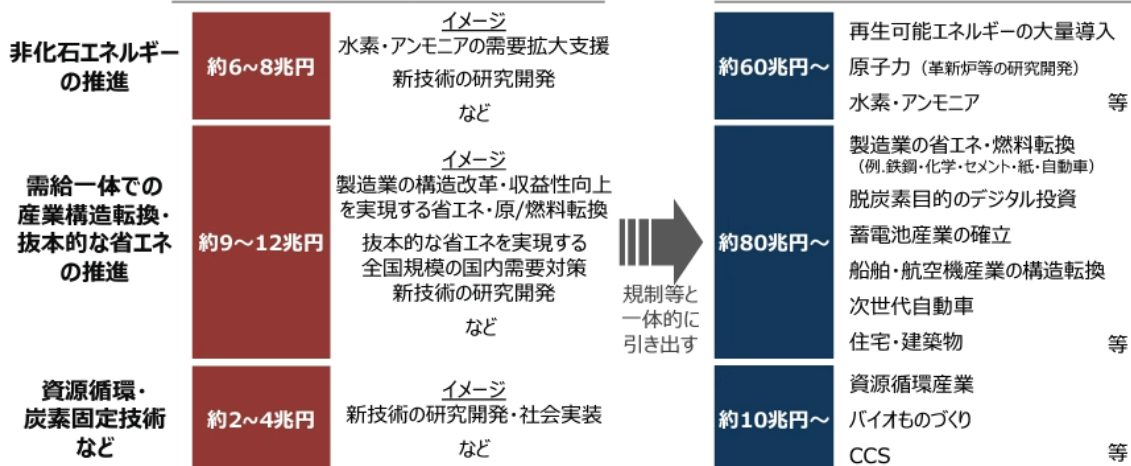 非化石エネルギー
の推進
約6~8兆円
イメージ
水素・アンモニアの需要拡大支援
新技術の研究開発
など
約60兆円~
再生可能エネルギーの大量導入
原子力（革新炉等の研究開発）
水素・アンモニア 等
需給一体での
産業構造転換・
抜本的な省エネ
の推進
約9~12兆円
イメージ
製造業の構造改革・収益性向上
を実現する省エネ・原/燃料転換
抜本的な省エネを実現する
全国規模の国内需要対策
新技術の研究開発
など
規制等と
一体的に
引き出す
約80兆円~
製造業の省エネ・燃料転換
（例.鉄鋼・化学・セメント・紙・自動車）
脱炭素目的のデジタル投資
蓄電池産業の確立
船舶・航空機産業の構造転換
次世代自動車
住宅・建築物 等
資源循環・
炭素固定技術
など
約2~4兆円
イメージ
新技術の研究開発・社会実装
など
約10兆円~
資源循環産業
バイオものづくり
CCS 等